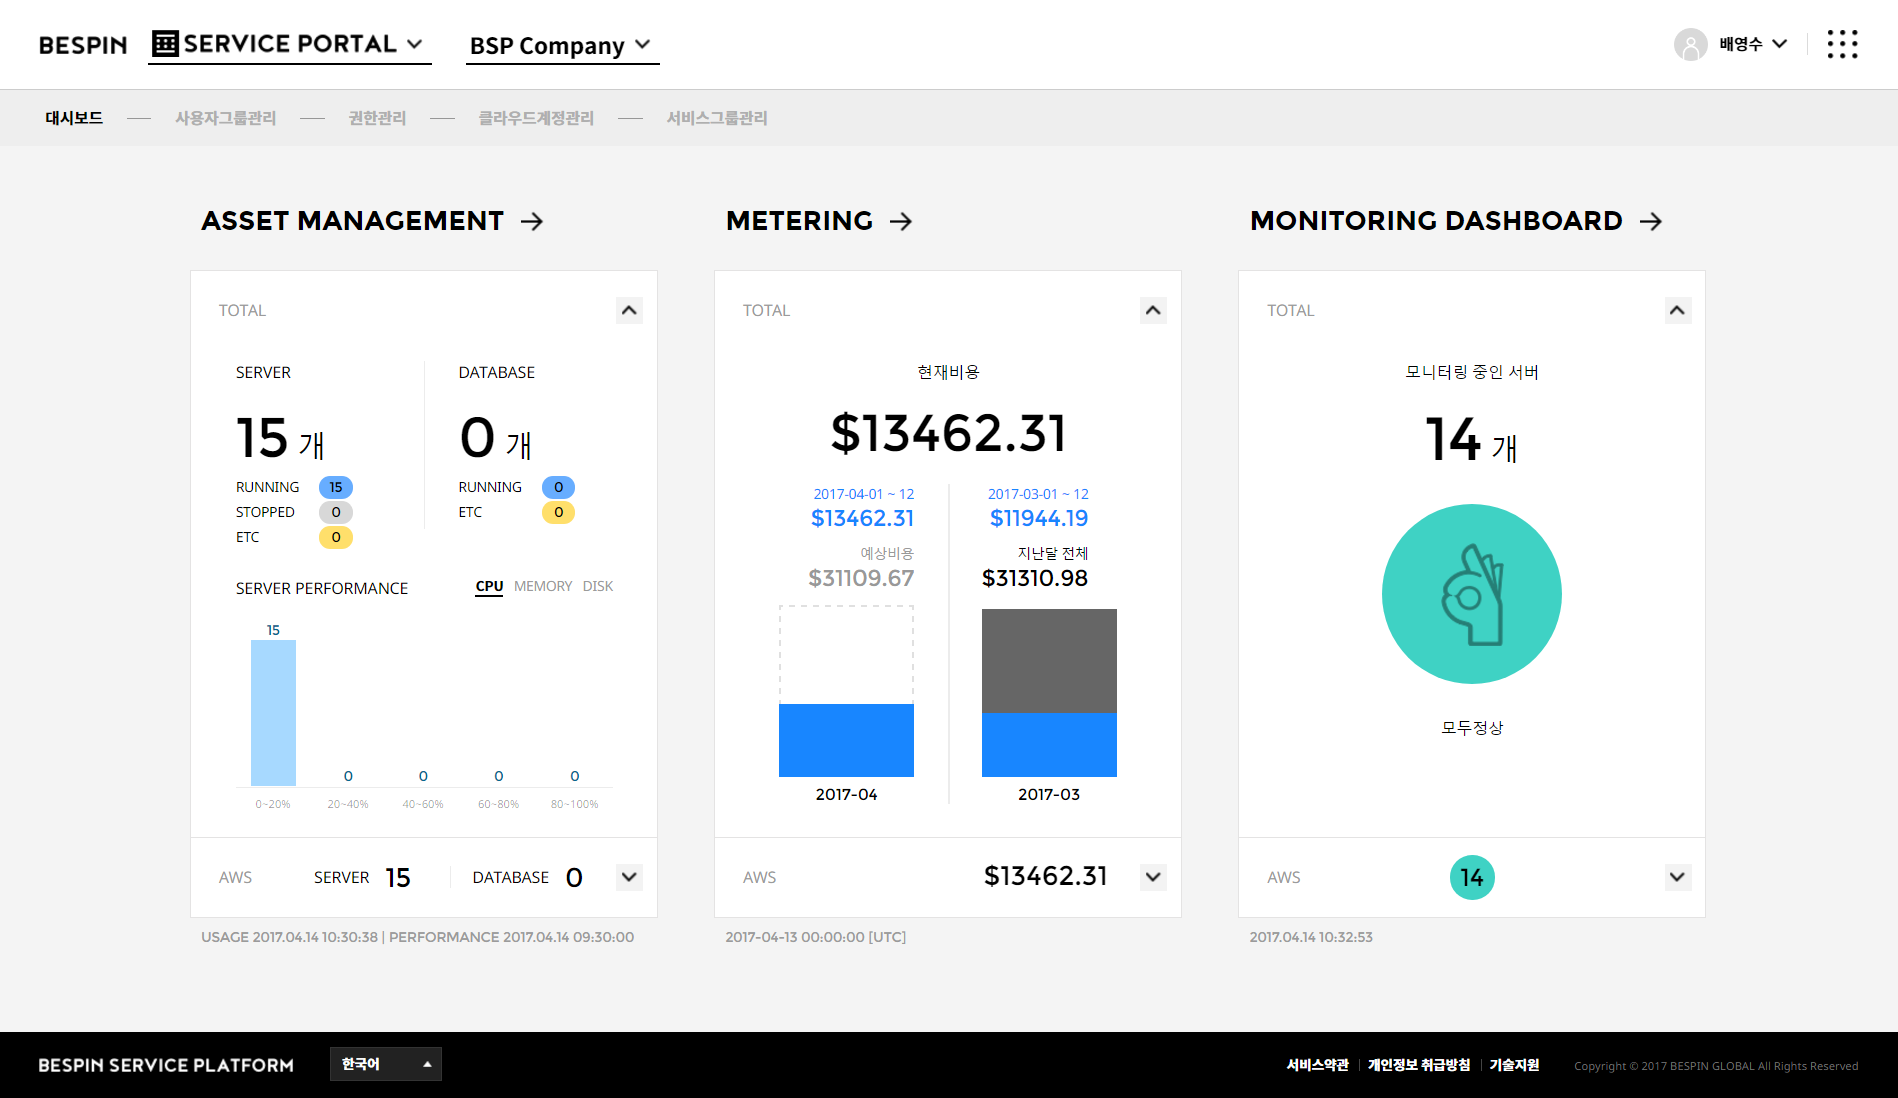 BESPIN SERVICE PORTAL BSP Company 배영수
대시보드 사용자그룹관리 권한관리 클라우드계정관리 서비스그룹관리
ASSET MANAGEMENT
TOTAL
SERVER
15 개
RUNNING 15
STOPPED 0
ETC 0
DATABASE
0 개
RUNNING 0
ETC 0
SERVER PERFORMANCE CPU MEMORY DISK
15 0 0 0 0
0~20% 20~40% 40~60% 60~80% 80~100%
AWS SERVER 15 DATABASE 0
USAGE 2017.04.14 10:30:38 | PERFORMANCE 2017.04.14 09:30:00
METERING
TOTAL
현재비용
$13462.31
2017-04-01 ~ 12
$13462.31
예상비용
$31109.67
2017-04
2017-03-01 ~ 12
$11944.19
지난달 전체
$31310.98
2017-03
AWS $13462.31
2017-04-13 00:00:00 [UTC]
MONITORING DASHBOARD
TOTAL
모니터링 중인 서버
14 개
모두정상
AWS 14
2017.04.14 10:32:53
BESPIN SERVICE PLATFORM 한국어 서비스약관 개인정보 취급방침 기술지원 Copyright © 2017 BESPIN GLOBAL All Rights Reserved